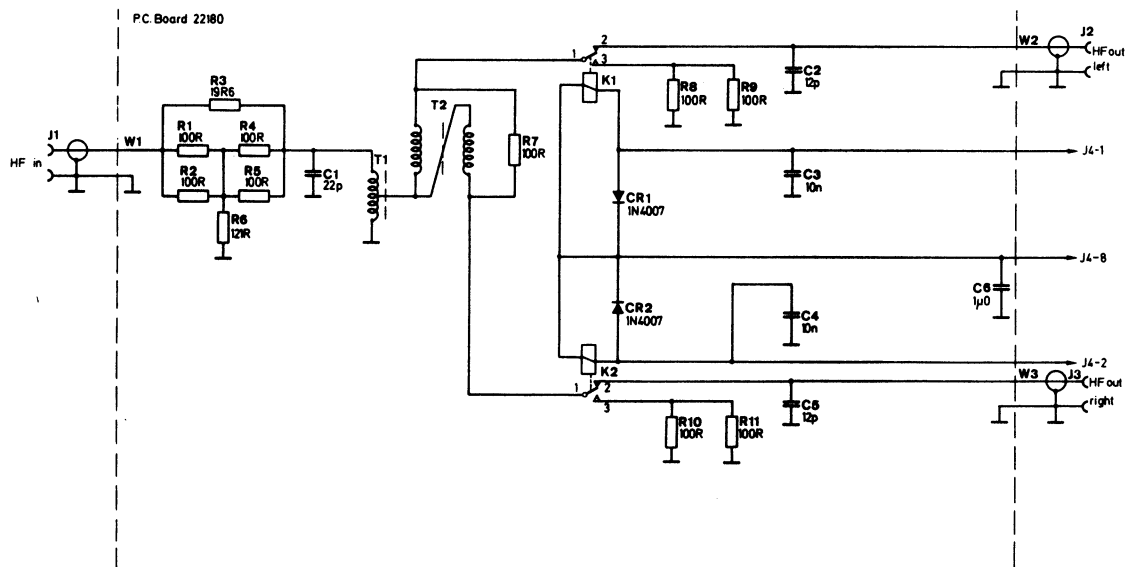 P.C. Board 22180
J1
HF in
W1
R3
19R6
R1
100R
R4
100R
R2
100R
R5
100R
R6
121R
C1
22p
T1
T2
R7
100R
1
2
3
K1
R8
100R
R9
100R
C2
12p
W2
J2
HF out
left
J4-1
C3
10n
CR1
1N4007
J4-8
C6
1µ0
CR2
1N4007
C4
10n
J4-2
K2
1
2
3
R10
100R
R11
100R
C5
12p
W3
J3
HF out
right